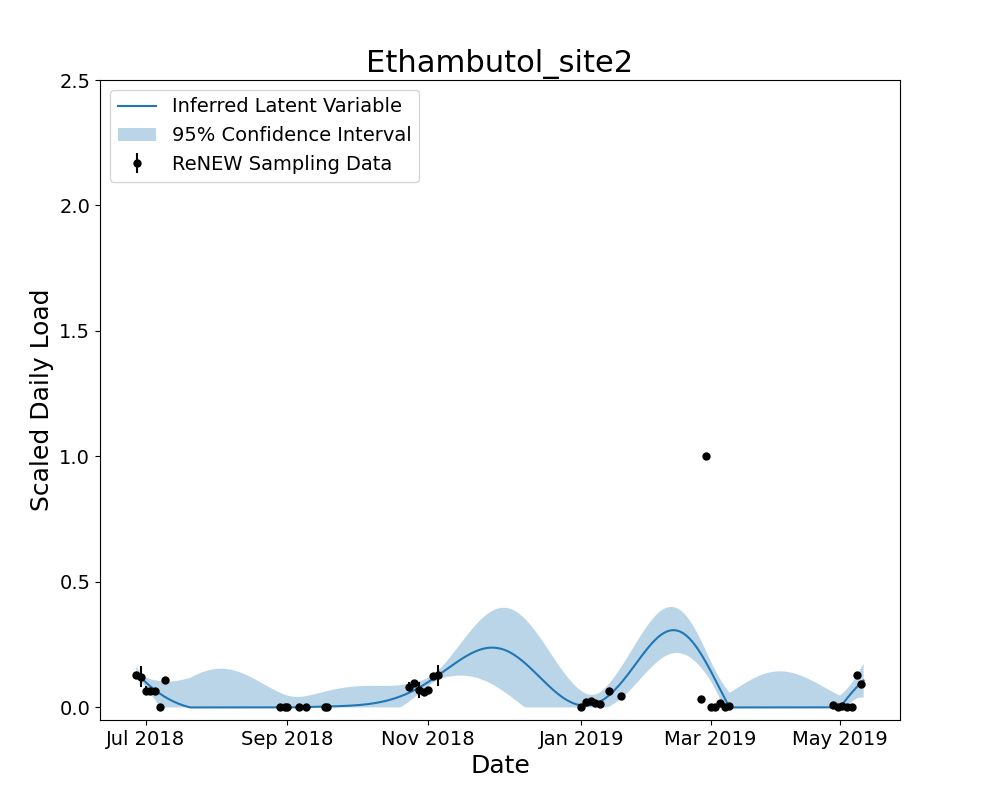 Ethambutol_site2
2.5
2.0
1.5
1.0
0.5
0.0
Scaled Daily Load
Inferred Latent Variable
95% Confidence Interval
ReNEW Sampling Data
Jul 2018 Sep 2018 Nov 2018 Jan 2019 Mar 2019 May 2019
Date